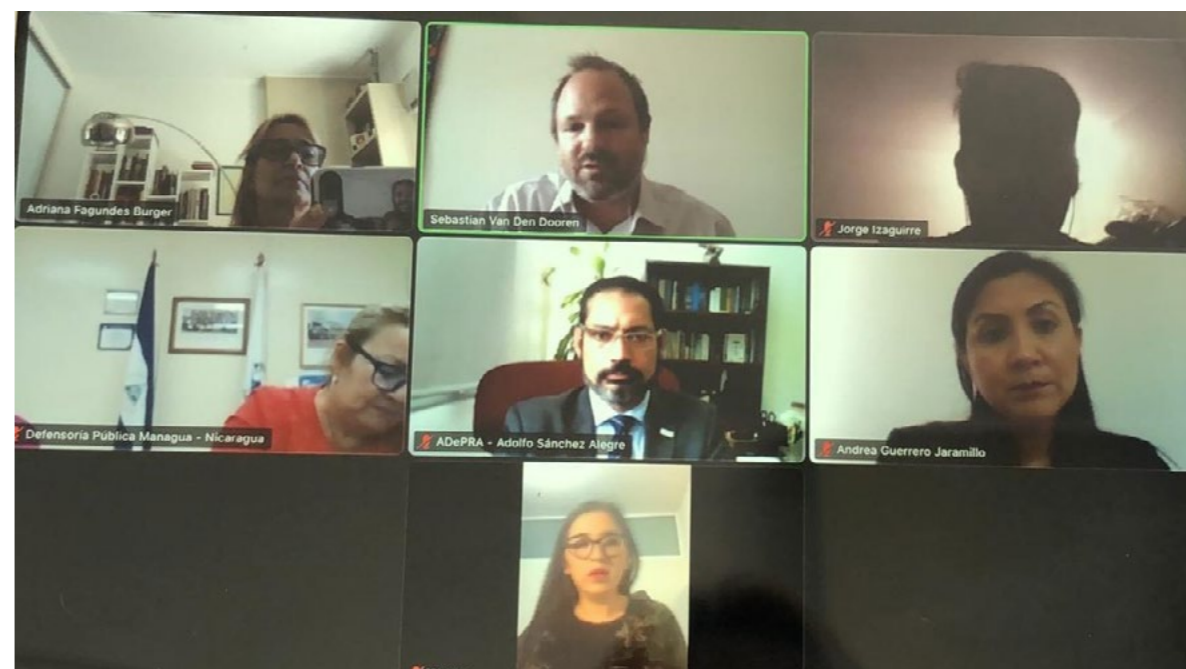 Adriana Fagundes Burger
Sebastian Van Den Dooren
Jorge Izaguirre
Defensoría Pública Managua - Nicaragua
ADePRA - Adolfo Sánchez Alegre
Andrea Guerrero Jaramillo